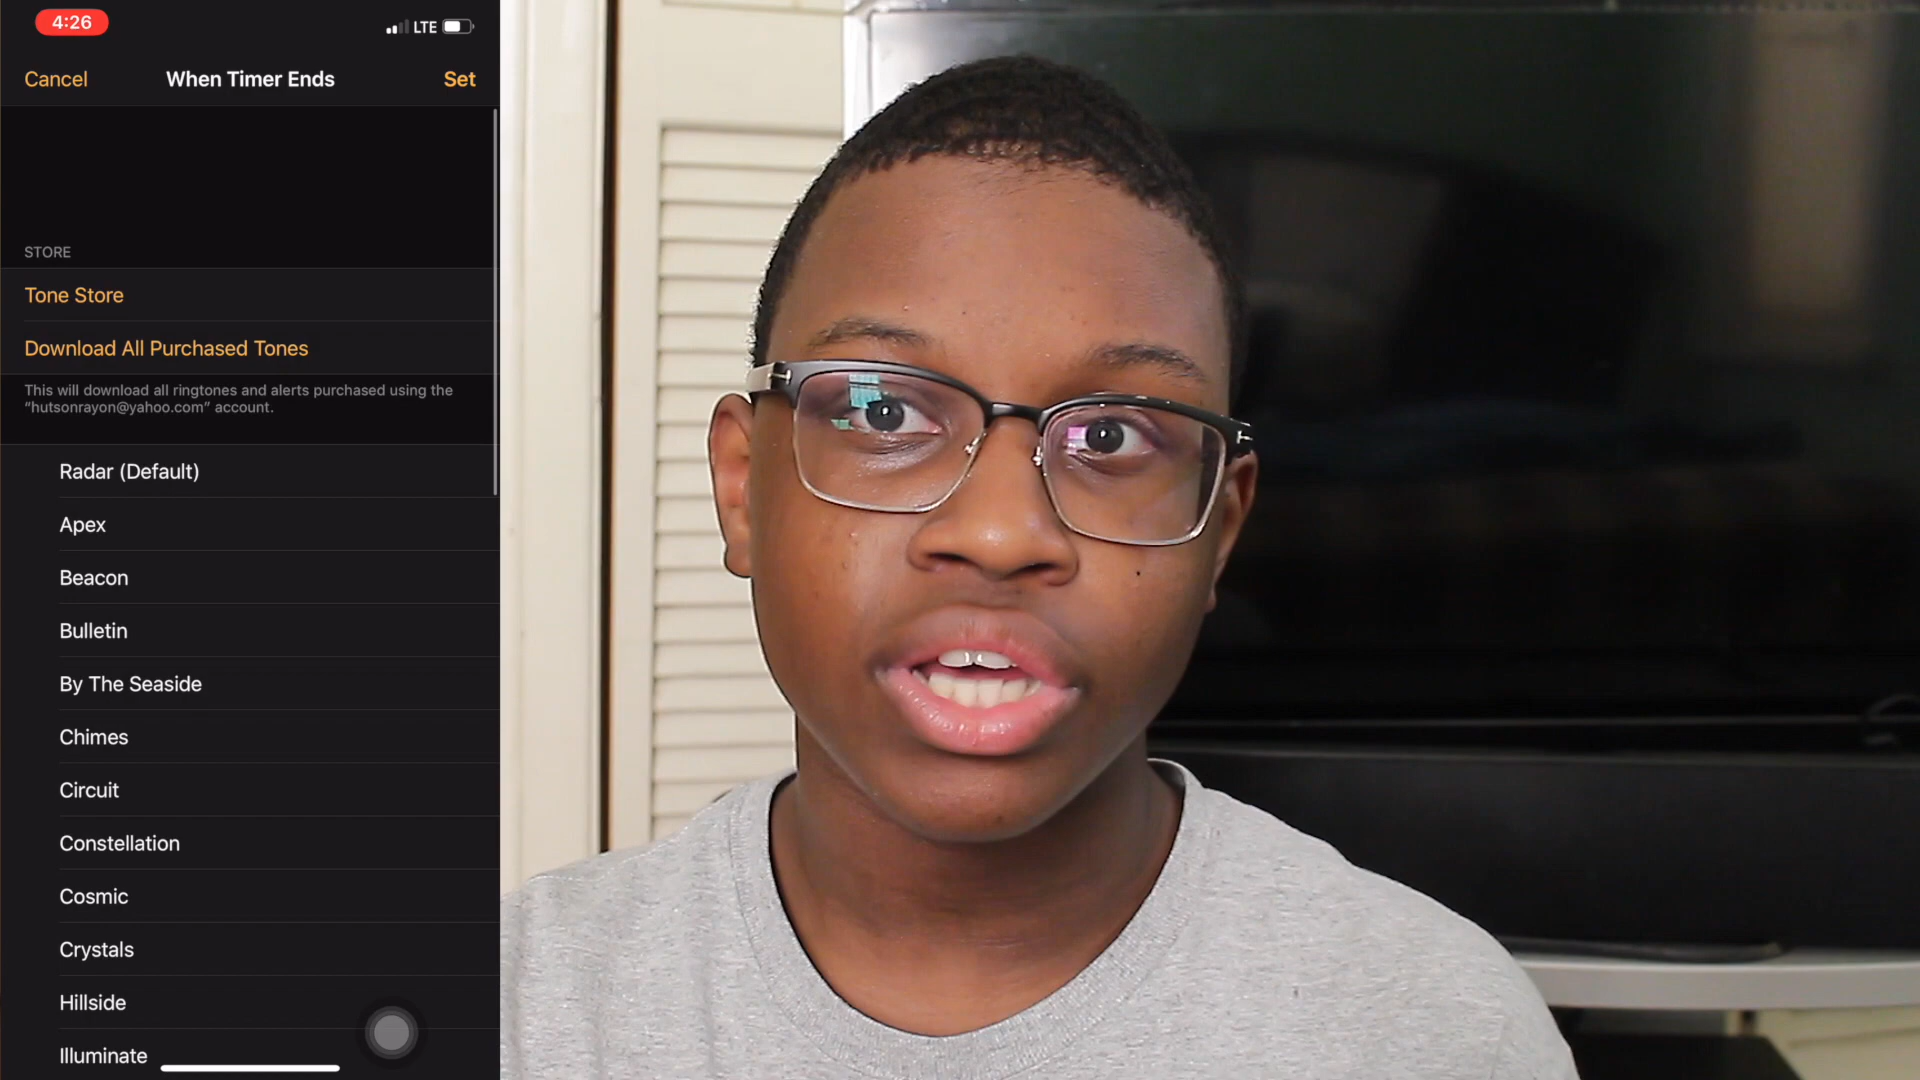 4:26
LTE
Cancel
When Timer Ends
Set
STORE
Tone Store
Download All Purchased Tones
This will download all ringtones and alerts purchased using the
“hutsonrayon@yahoo.com” account.
Radar (Default)
Apex
Beacon
Bulletin
By The Seaside
Chimes
Circuit
Constellation
Cosmic
Crystals
Hillside
Illuminate